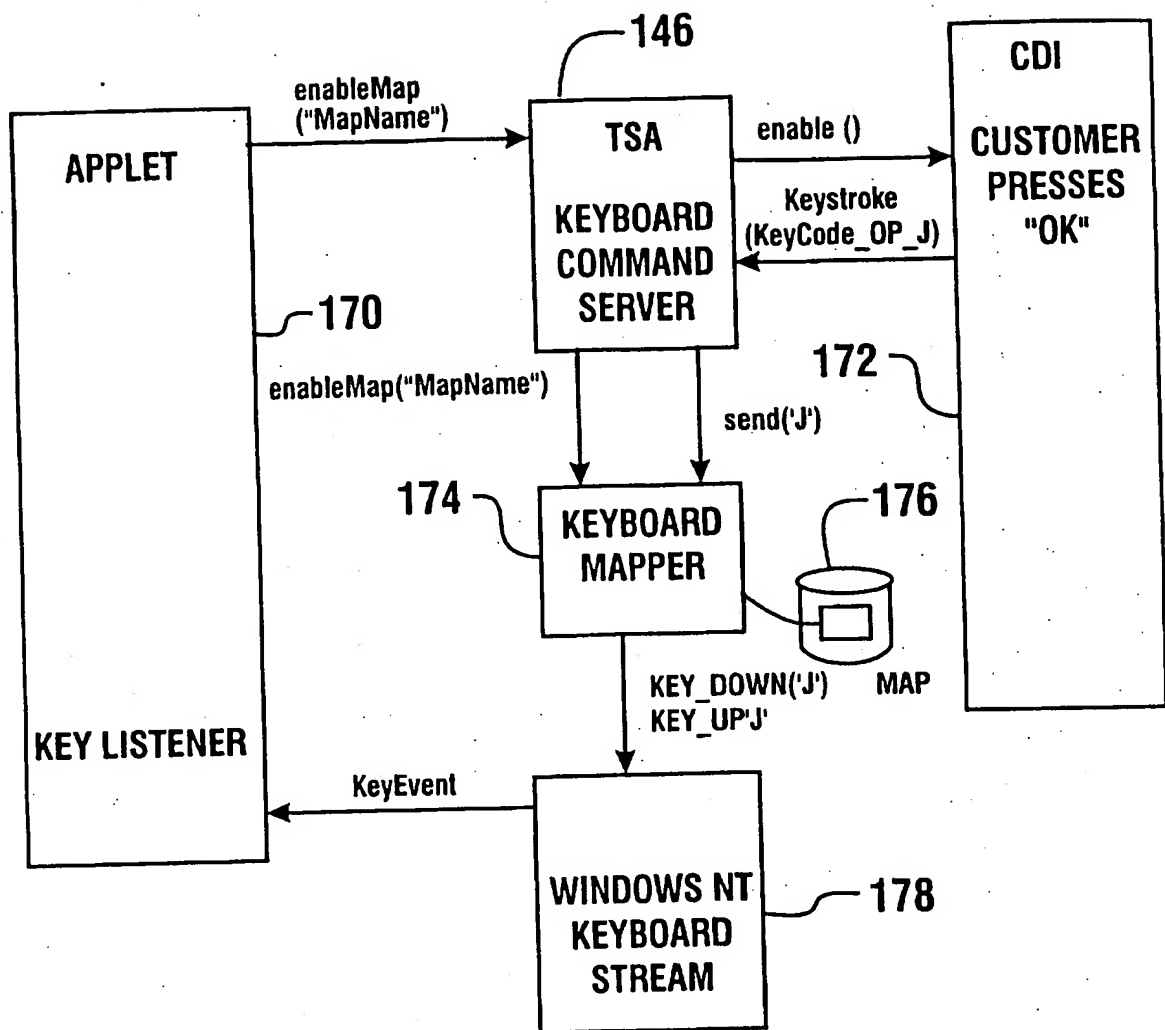 146
CDI
enableMap
("MapName")
APPLET
TSA
enable ()
CUSTOMER
PRESSES
"OK"
KEYBOARD
COMMAND
SERVER
Keystroke
(KeyCode_OP_J)
170
172
enableMap("MapName")
send('J')
174
KEYBOARD
MAPPER
176
KEY_DOWN('J')
KEY_UP'J'
MAP
KEY LISTENER
KeyEvent
WINDOWS NT
KEYBOARD
STREAM
178